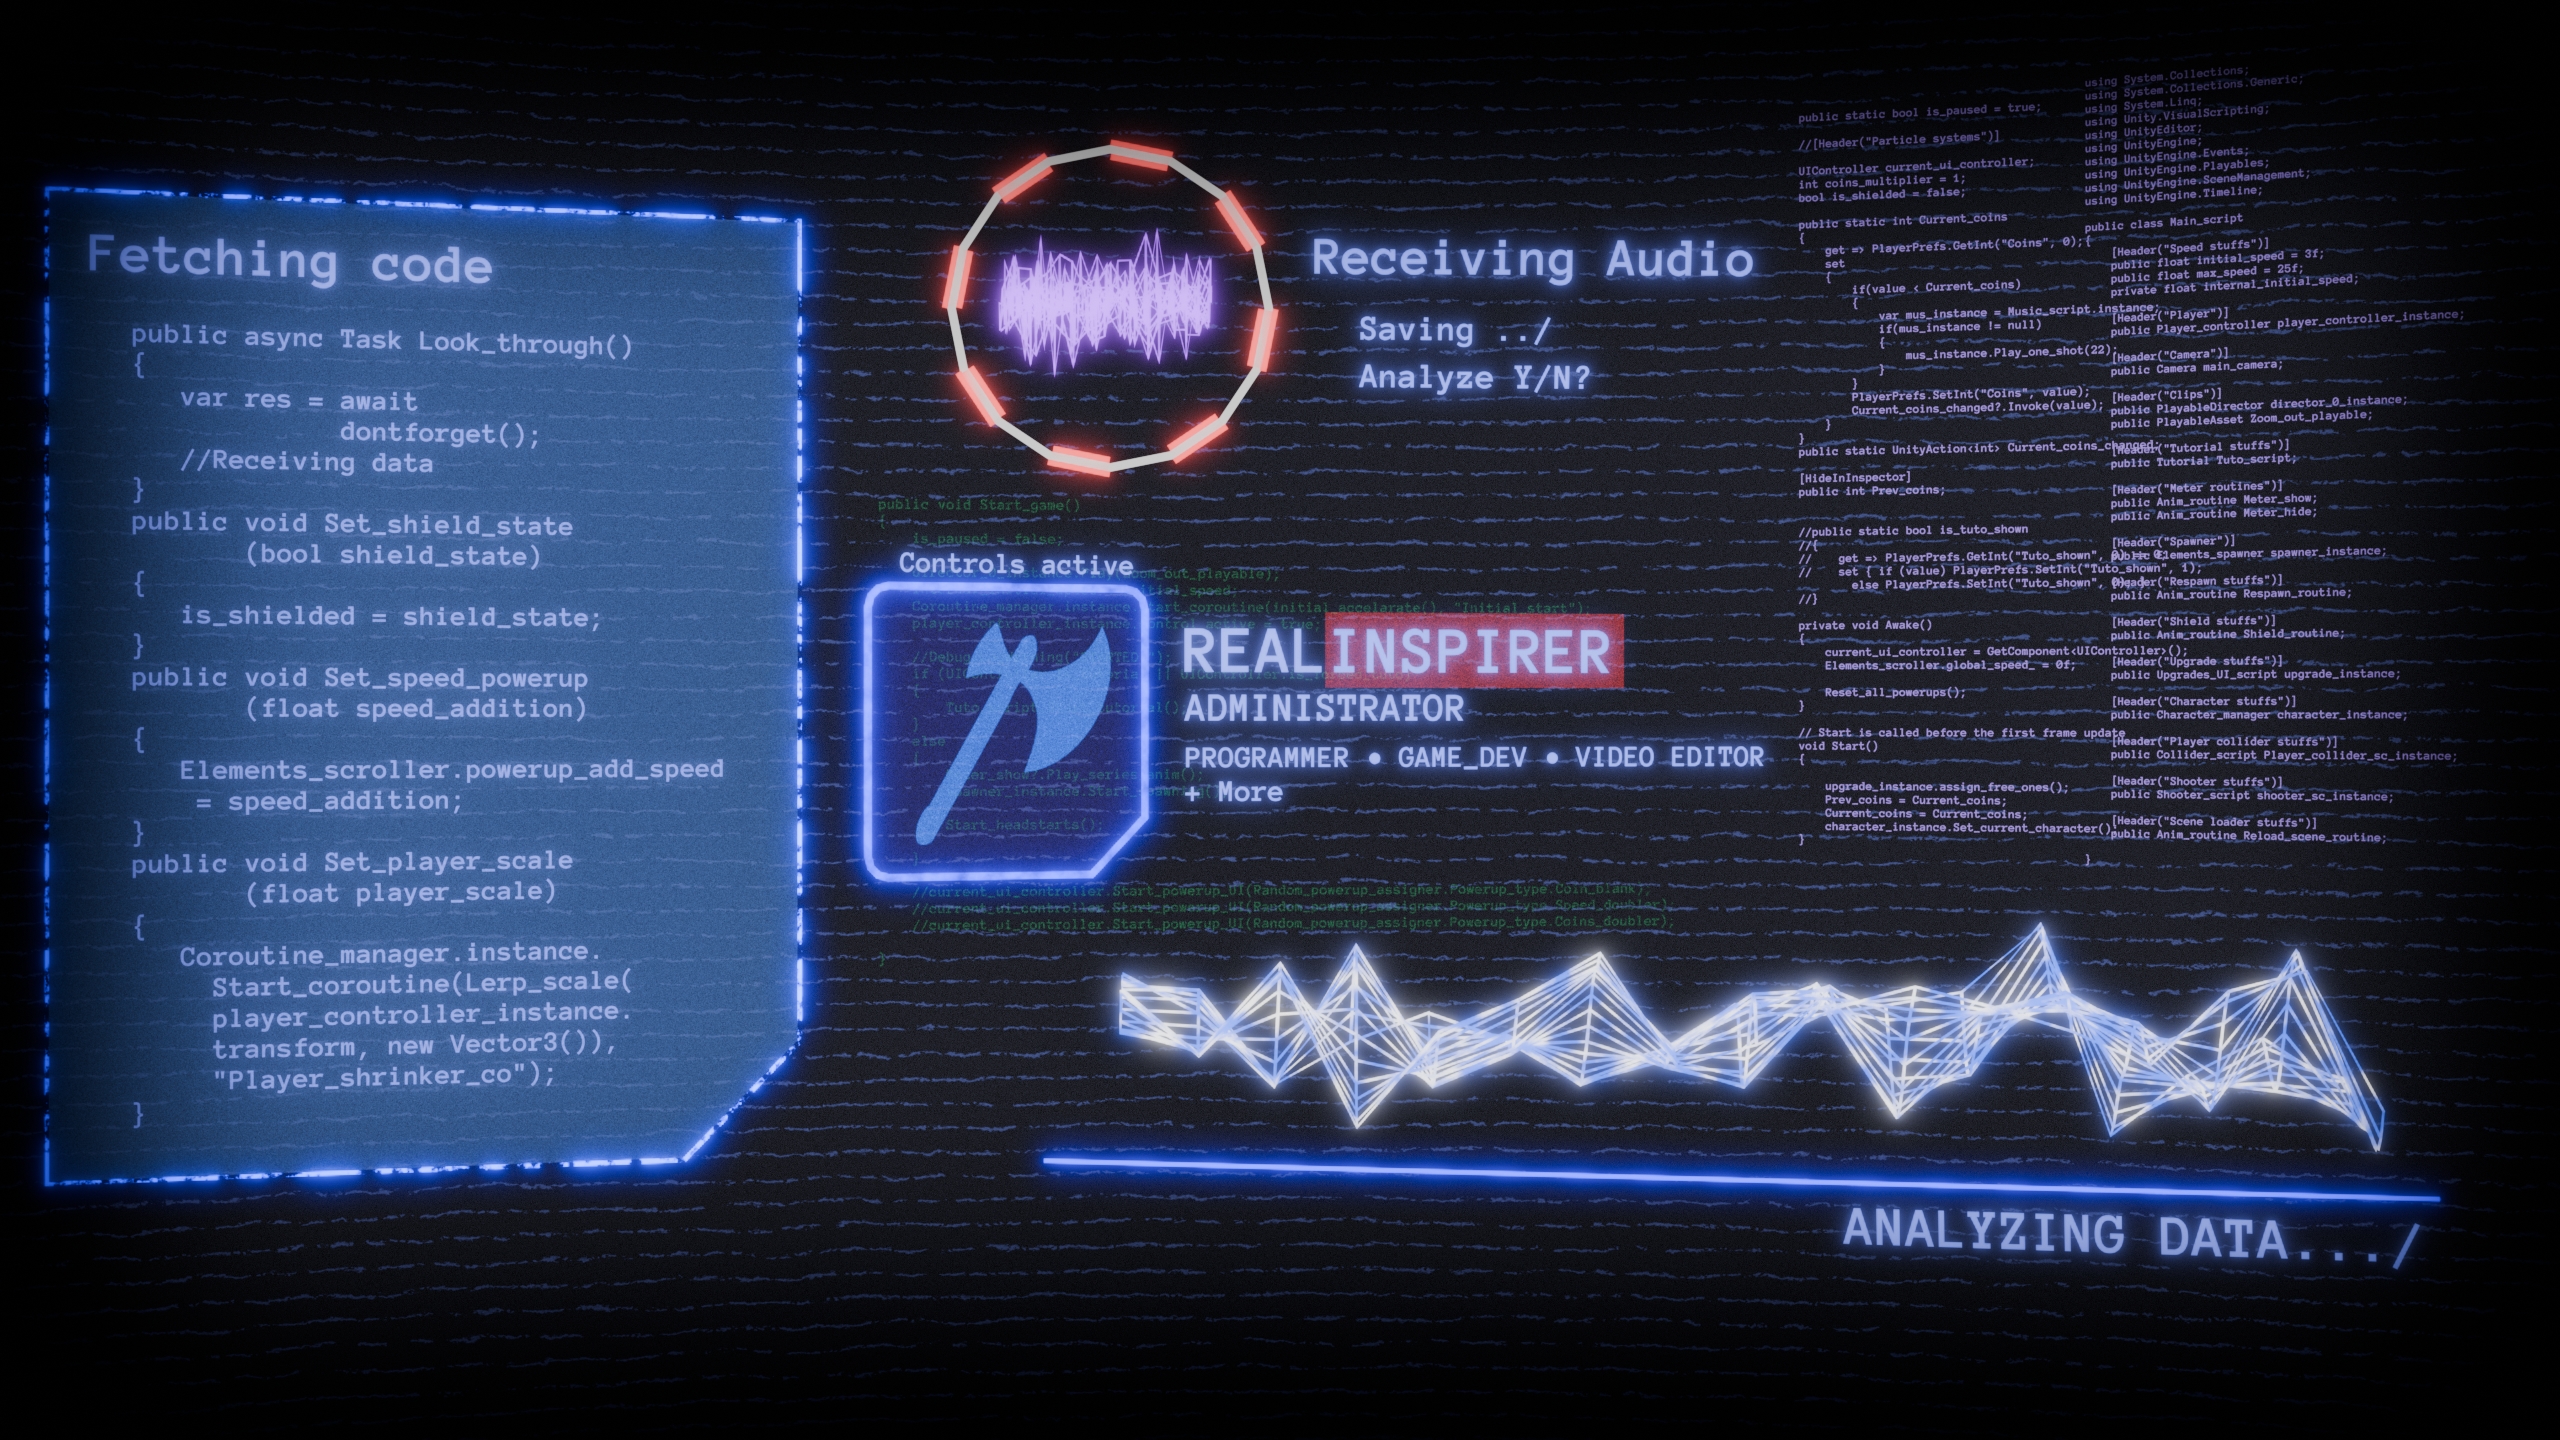 Fetching code
public async Task Look_through()
{
var res = await
dontforget();
//Receiving data
}
public void Set_shield_state
(bool shield_state)
{
is_shielded = shield_state;
}
public void Set_speed_powerup
(float speed_addition)
{
Elements_scroller.powerup_add_speed
= speed_addition;
}
public void Set_player_scale
(float player_scale)
{
Coroutine_manager.instance.
Start_coroutine(Lerp_scale(
player_controller_instance.
transform, new Vector3()),
"Player_shrinker_co");
}
Receiving Audio
Saving ../
Analyze Y/N?
public void Start_game()
{
is_paused = false;
Controls active
REALINSPIRER
ADMINISTRATOR
PROGRAMMER • GAME_DEV • VIDEO EDITOR
+ More
else
{
Start_headstarts();
//current_ui_controller.Start_powerup_UI(Random_powerup_assigner.Powerup_type.Coin_blank);
//current_ui_controller.Start_powerup_UI(Random_powerup_assigner.Powerup_type.Speed_doubler);
//current_ui_controller.Start_powerup_UI(Random_powerup_assigner.Powerup_type.Coins_doubler);
}
public static bool is_paused = true;
//[Header("Particle systems")]
UIController current_ui_controller;
int coins_multiplier = 1;
bool is_shielded = false;
public static int Current_coins
{
get => PlayerPrefs.GetInt("Coins", 0);
set
{
if(value < Current_coins)
{
var mus_instance = Music_script.instance;
if(mus_instance != null)
{
mus_instance.Play_one_shot(22);
}
}
PlayerPrefs.SetInt("Coins", value);
Current_coins_changed?.Invoke(value);
}
}
public static UnityAction<int> Current_coins_changed;
[HideInInspector]
public int Prev_coins;
//public static bool is_tuto_shown
//{
// get => PlayerPrefs.GetInt("Tuto_shown",
// set { if (value) PlayerPrefs.SetInt("Tuto_shown", 1);
// else PlayerPrefs.SetInt("Tuto_shown",
//}
private void Awake()
{
current_ui_controller = GetComponent<UIController>();
Elements_scroller.global_speed_ = 0f;
Reset_all_powerups();
}
// Start is called before the first frame update
void Start()
{
upgrade_instance.assign_free_ones();
Prev_coins = Current_coins;
Current_coins = Current_coins;
character_instance.Set_current_character();
}
using System.Collections;
using System.Collections.Generic;
using System.Linq;
using Unity.VisualScripting;
using UnityEditor;
using UnityEngine;
using UnityEngine.Events;
using UnityEngine.Playables;
using UnityEngine.SceneManagement;
using UnityEngine.Timeline;
public class Main_script
{
[Header("Speed stuffs")]
public float initial_speed = 3f;
public float max_speed = 25f;
private float internal_initial_speed;
[Header("Player")]
public Player_controller player_controller_instance;
[Header("Camera")]
public Camera main_camera;
[Header("Clips")]
public PlayableDirector director_0_instance;
public PlayableAsset Zoom_out_playable;
[Header("Tutorial stuffs")]
public Tutorial Tuto_script;
[Header("Meter routines")]
public Anim_routine Meter_show;
public Anim_routine Meter_hide;
[Header("Spawner")]
public Elements_spawner spawner_instance;
[Header("Respawn stuffs")]
public Anim_routine Respawn_routine;
[Header("Shield stuffs")]
public Anim_routine Shield_routine;
[Header("Upgrade stuffs")]
public Upgrades_UI_script upgrade_instance;
[Header("Character stuffs")]
public Character_manager character_instance;
[Header("Player collider stuffs")]
public Collider_script Player_collider_sc_instance;
[Header("Shooter stuffs")]
public Shooter_script shooter_sc_instance;
[Header("Scene loader stuffs")]
public Anim_routine Reload_scene_routine;
}
ANALYZING DATA.../